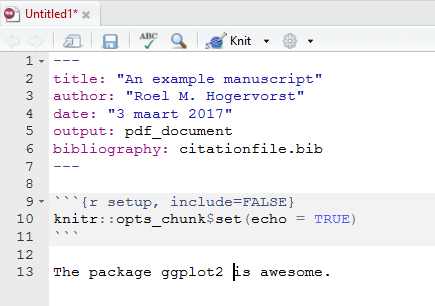 Untitled1*
ABC
Knit
1 ---
2 title: "An example manuscript"
3 author: "Roel M. Hogervorst"
4 date: "3 maart 2017"
5 output: pdf_document
6 bibliography: citationfile.bib
7 ---
8
9 ```{r setup, include=FALSE}
10 knitr::opts_chunk$set(echo = TRUE)
11 ```
12
13 The package ggplot2 is awesome.